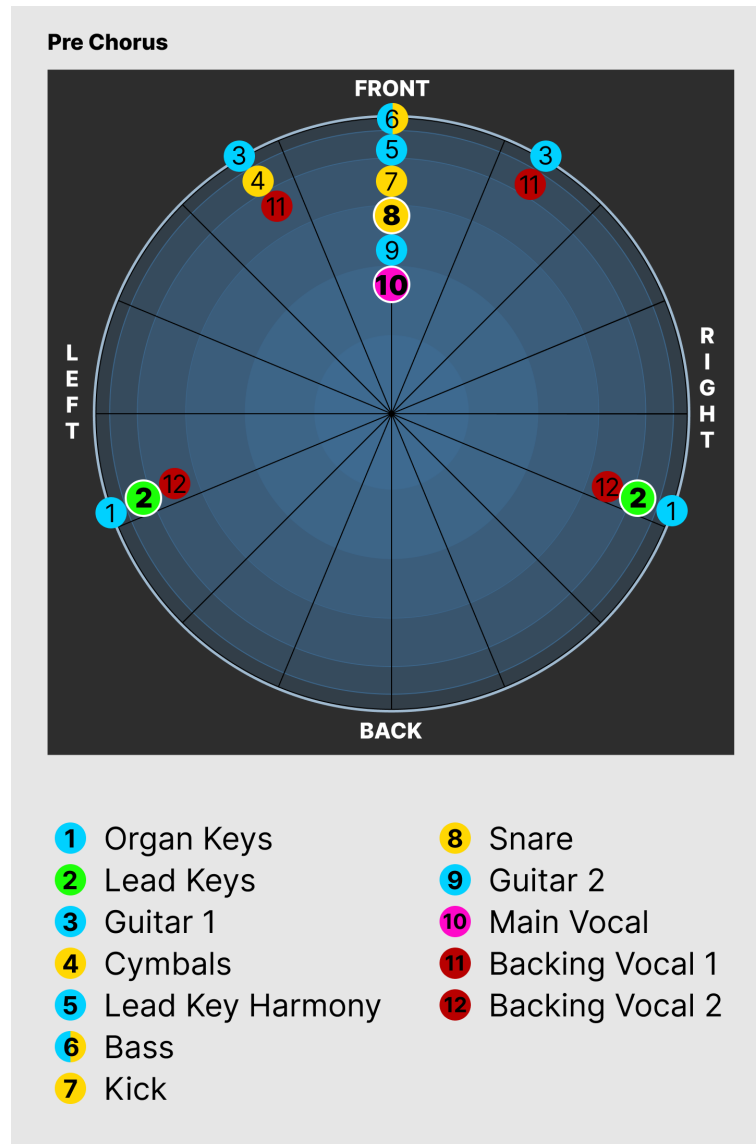 Pre Chorus
FRONT
6
3 5 3
4 7 11
11 8
9
10
LEFT
RIGHT
12 12
2 2
1 1
BACK
1 Organ Keys
2 Lead Keys
3 Guitar 1
4 Cymbals
5 Lead Key Harmony
6 Bass
7 Kick
8 Snare
9 Guitar 2
10 Main Vocal
11 Backing Vocal 1
12 Backing Vocal 2